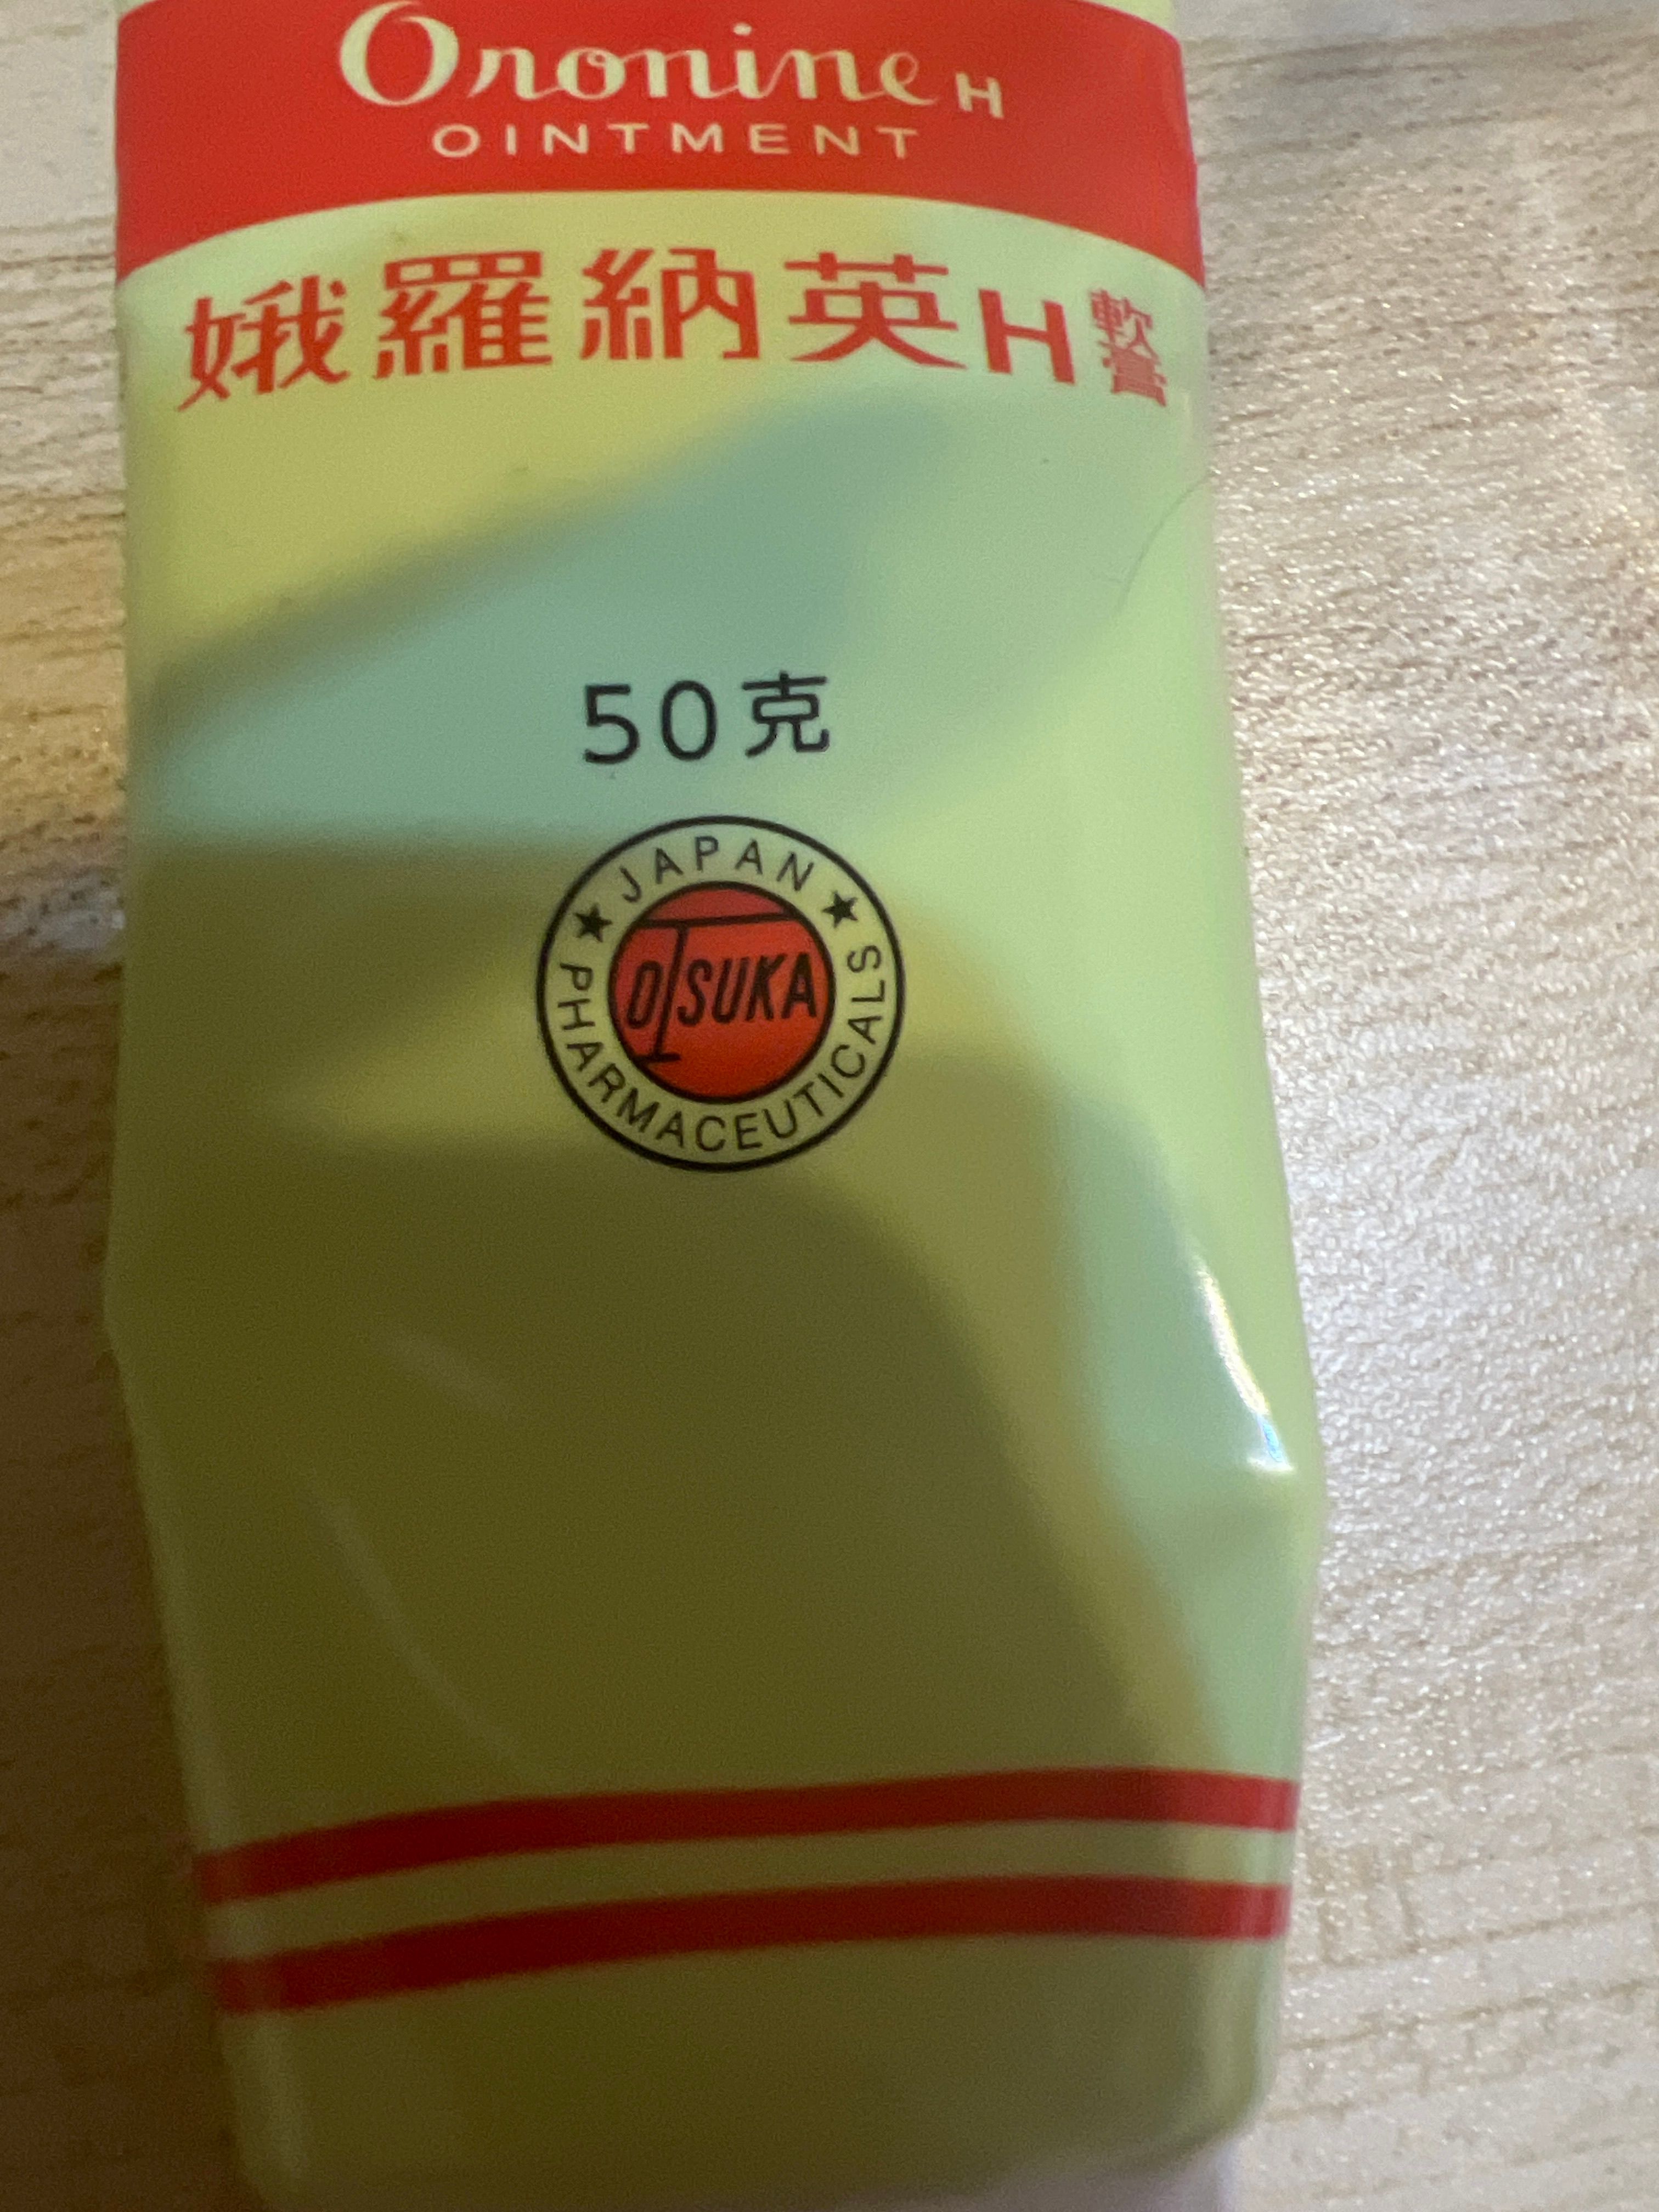 Oronine H
OINTMENT
娥羅納英H軟膏
50克
★ JAPAN ★
OTSUKA
PHARMACEUTICALS